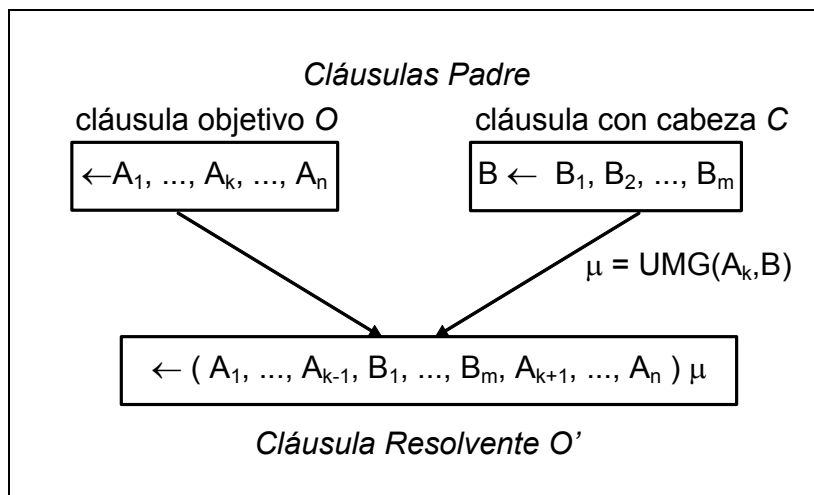 Cláusulas Padre
cláusula objetivo O
cláusula con cabeza C
←A₁, ..., Aₖ, ..., Aₙ
B ← B₁, B₂, ..., Bₘ
μ = UMG(Aₖ,B)
← ( A₁, ..., Aₖ₋₁, B₁, ..., Bₘ, Aₖ₊₁, ..., Aₙ ) μ
Cláusula Resolvente O’